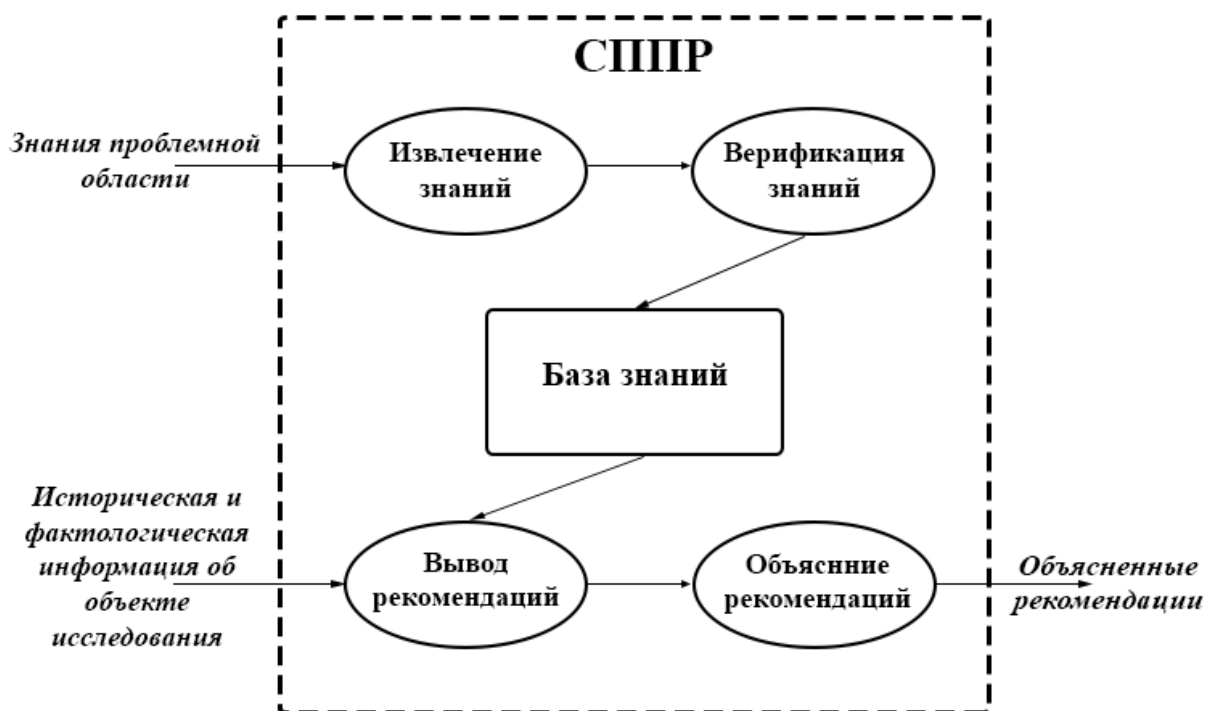 СППР
Знания проблемной
области
Извлечение
знаний
Верификация
знаний
База знаний
Историческая и
фактологическая
информация об
объекте
исследования
Вывод
рекомендаций
Объяснние
рекомендаций
Объясненные
рекомендации